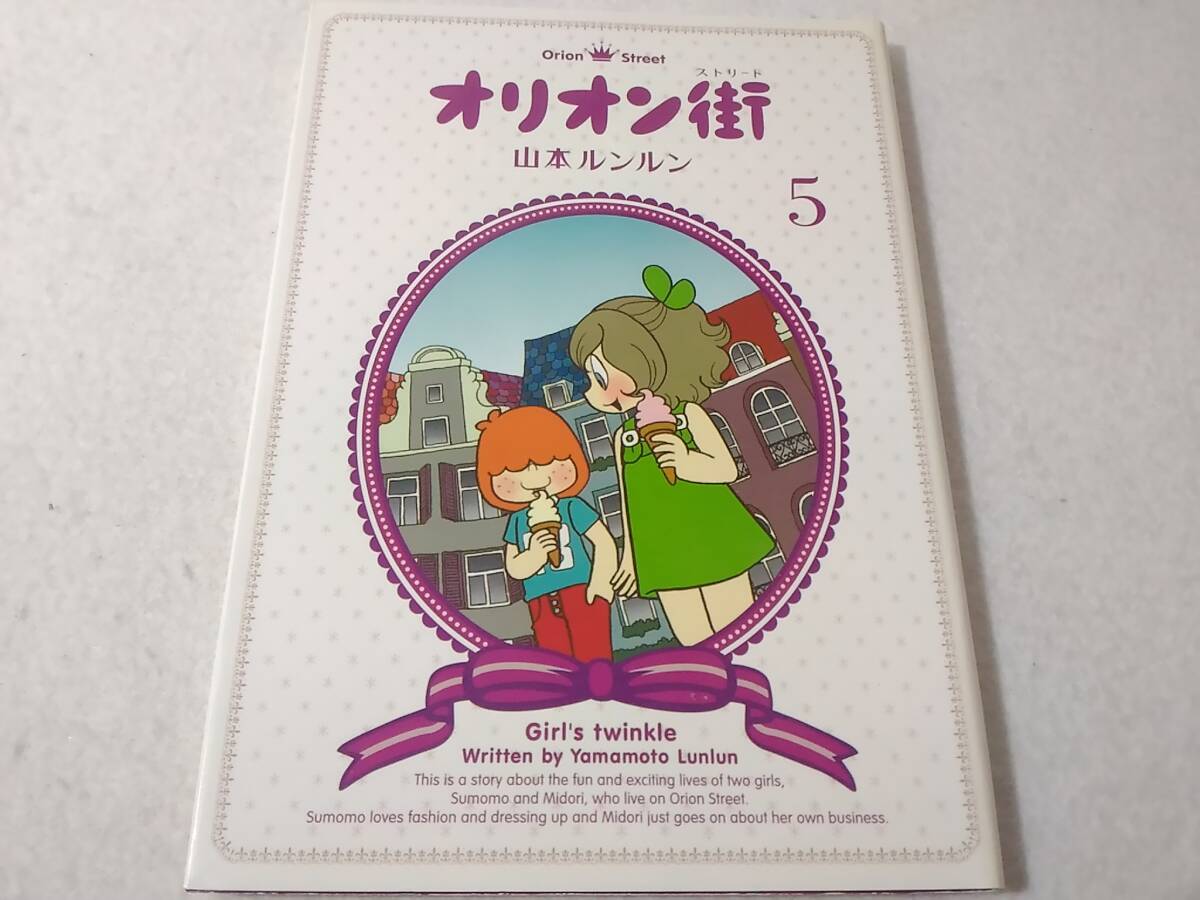 Orion Street
ストリート
オリオン街
山本ルンルン
5
Girl's twinkle
Written by Yamamoto Lunlun
This is a story about the fun and exciting lives of two girls,
Sumomo and Midori, who live on Orion Street.
Sumomo loves fashion and dressing up and Midori just goes on about her own business.